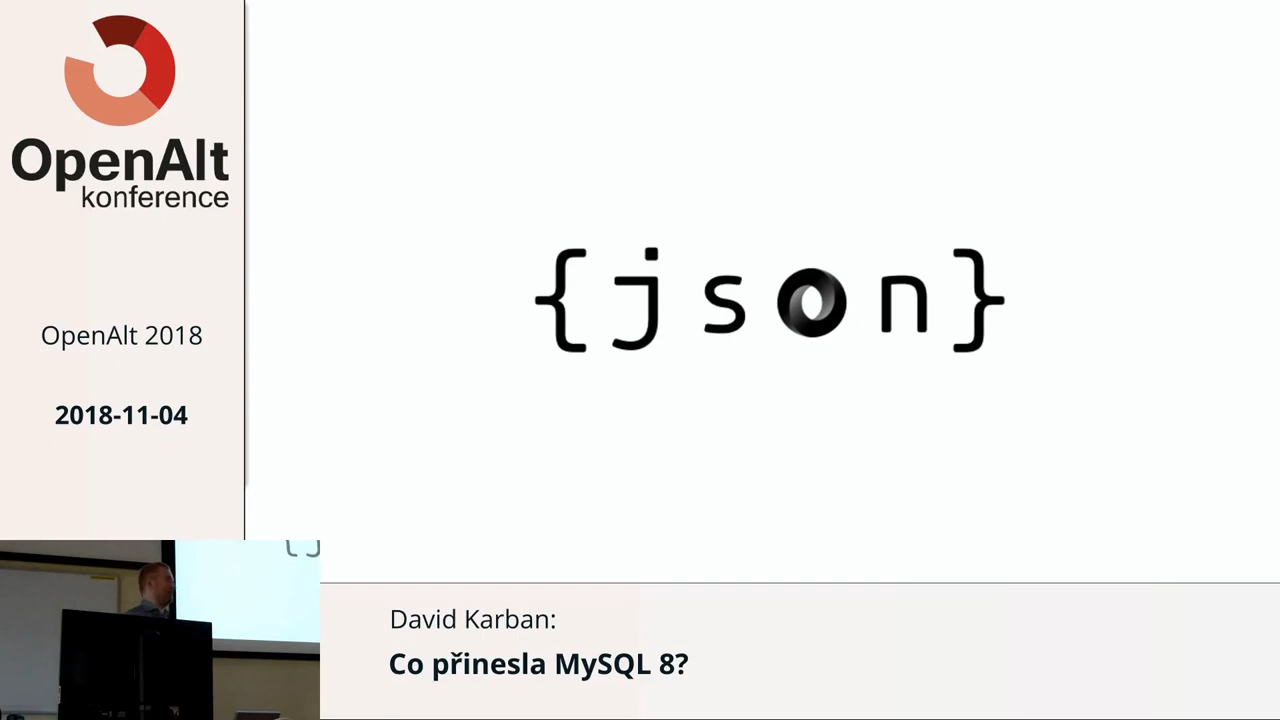 OpenAlt
konference
OpenAlt 2018
2018-11-04
{json}
David Karban:
Co přinesla MySQL 8?